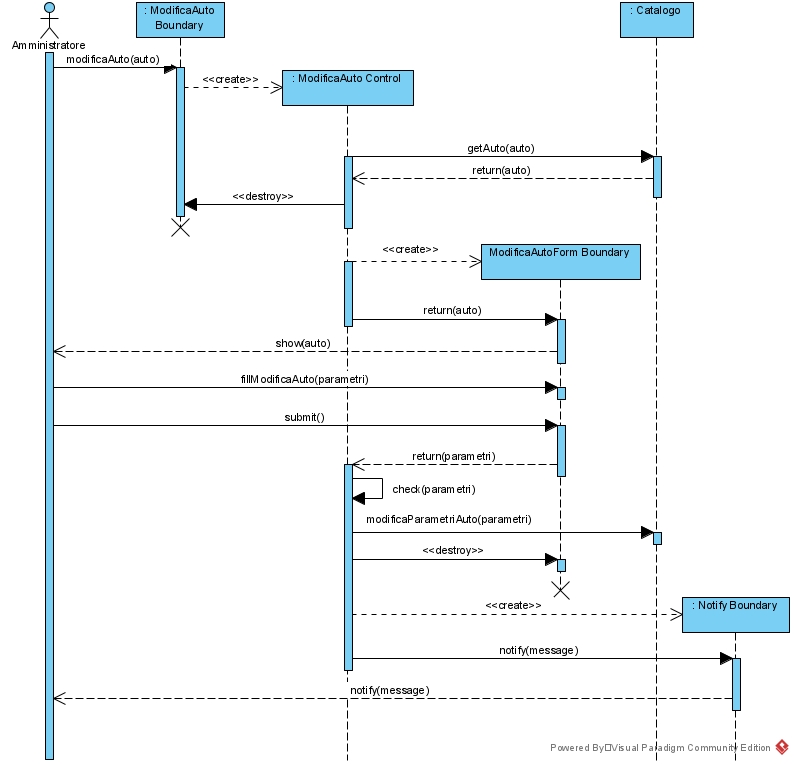 : ModificaAuto
Boundary
: Catalogo
Amministratore
modificaAuto(auto)
<<create>>
: ModificaAuto Control
getAuto(auto)
return(auto)
<<destroy>>
<<create>>
ModificaAutoForm Boundary
return(auto)
show(auto)
fillModificaAuto(parametri)
submit()
return(parametri)
check(parametri)
modificaParametriAuto(parametri)
<<destroy>>
<<create>>
: Notify Boundary
notify(message)
notify(message)
Powered By Visual Paradigm Community Edition